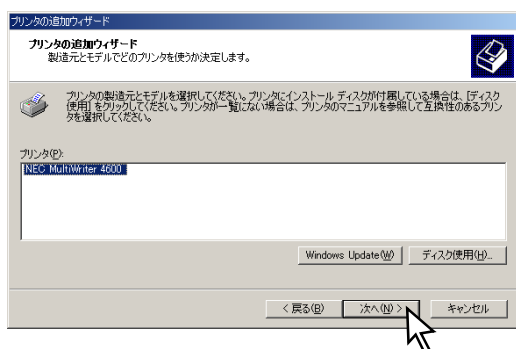 プリンタの追加ウィザード
プリンタの追加ウィザード
製造元とモデルでどのプリンタを使うか決定します。
プリンタの製造元とモデルを選択してください。プリンタにインストール ディスクが付属している場合は、[ディスク
使用] をクリックしてください。プリンタが一覧にない場合は、プリンタのマニュアルを参照して互換性のあるプリン
タを選択してください。
プリンタ(P):
NEC MultiWriter 4600
Windows Update(W)
ディスク使用(H)...
< 戻る(B)
次へ(N) >
キャンセル